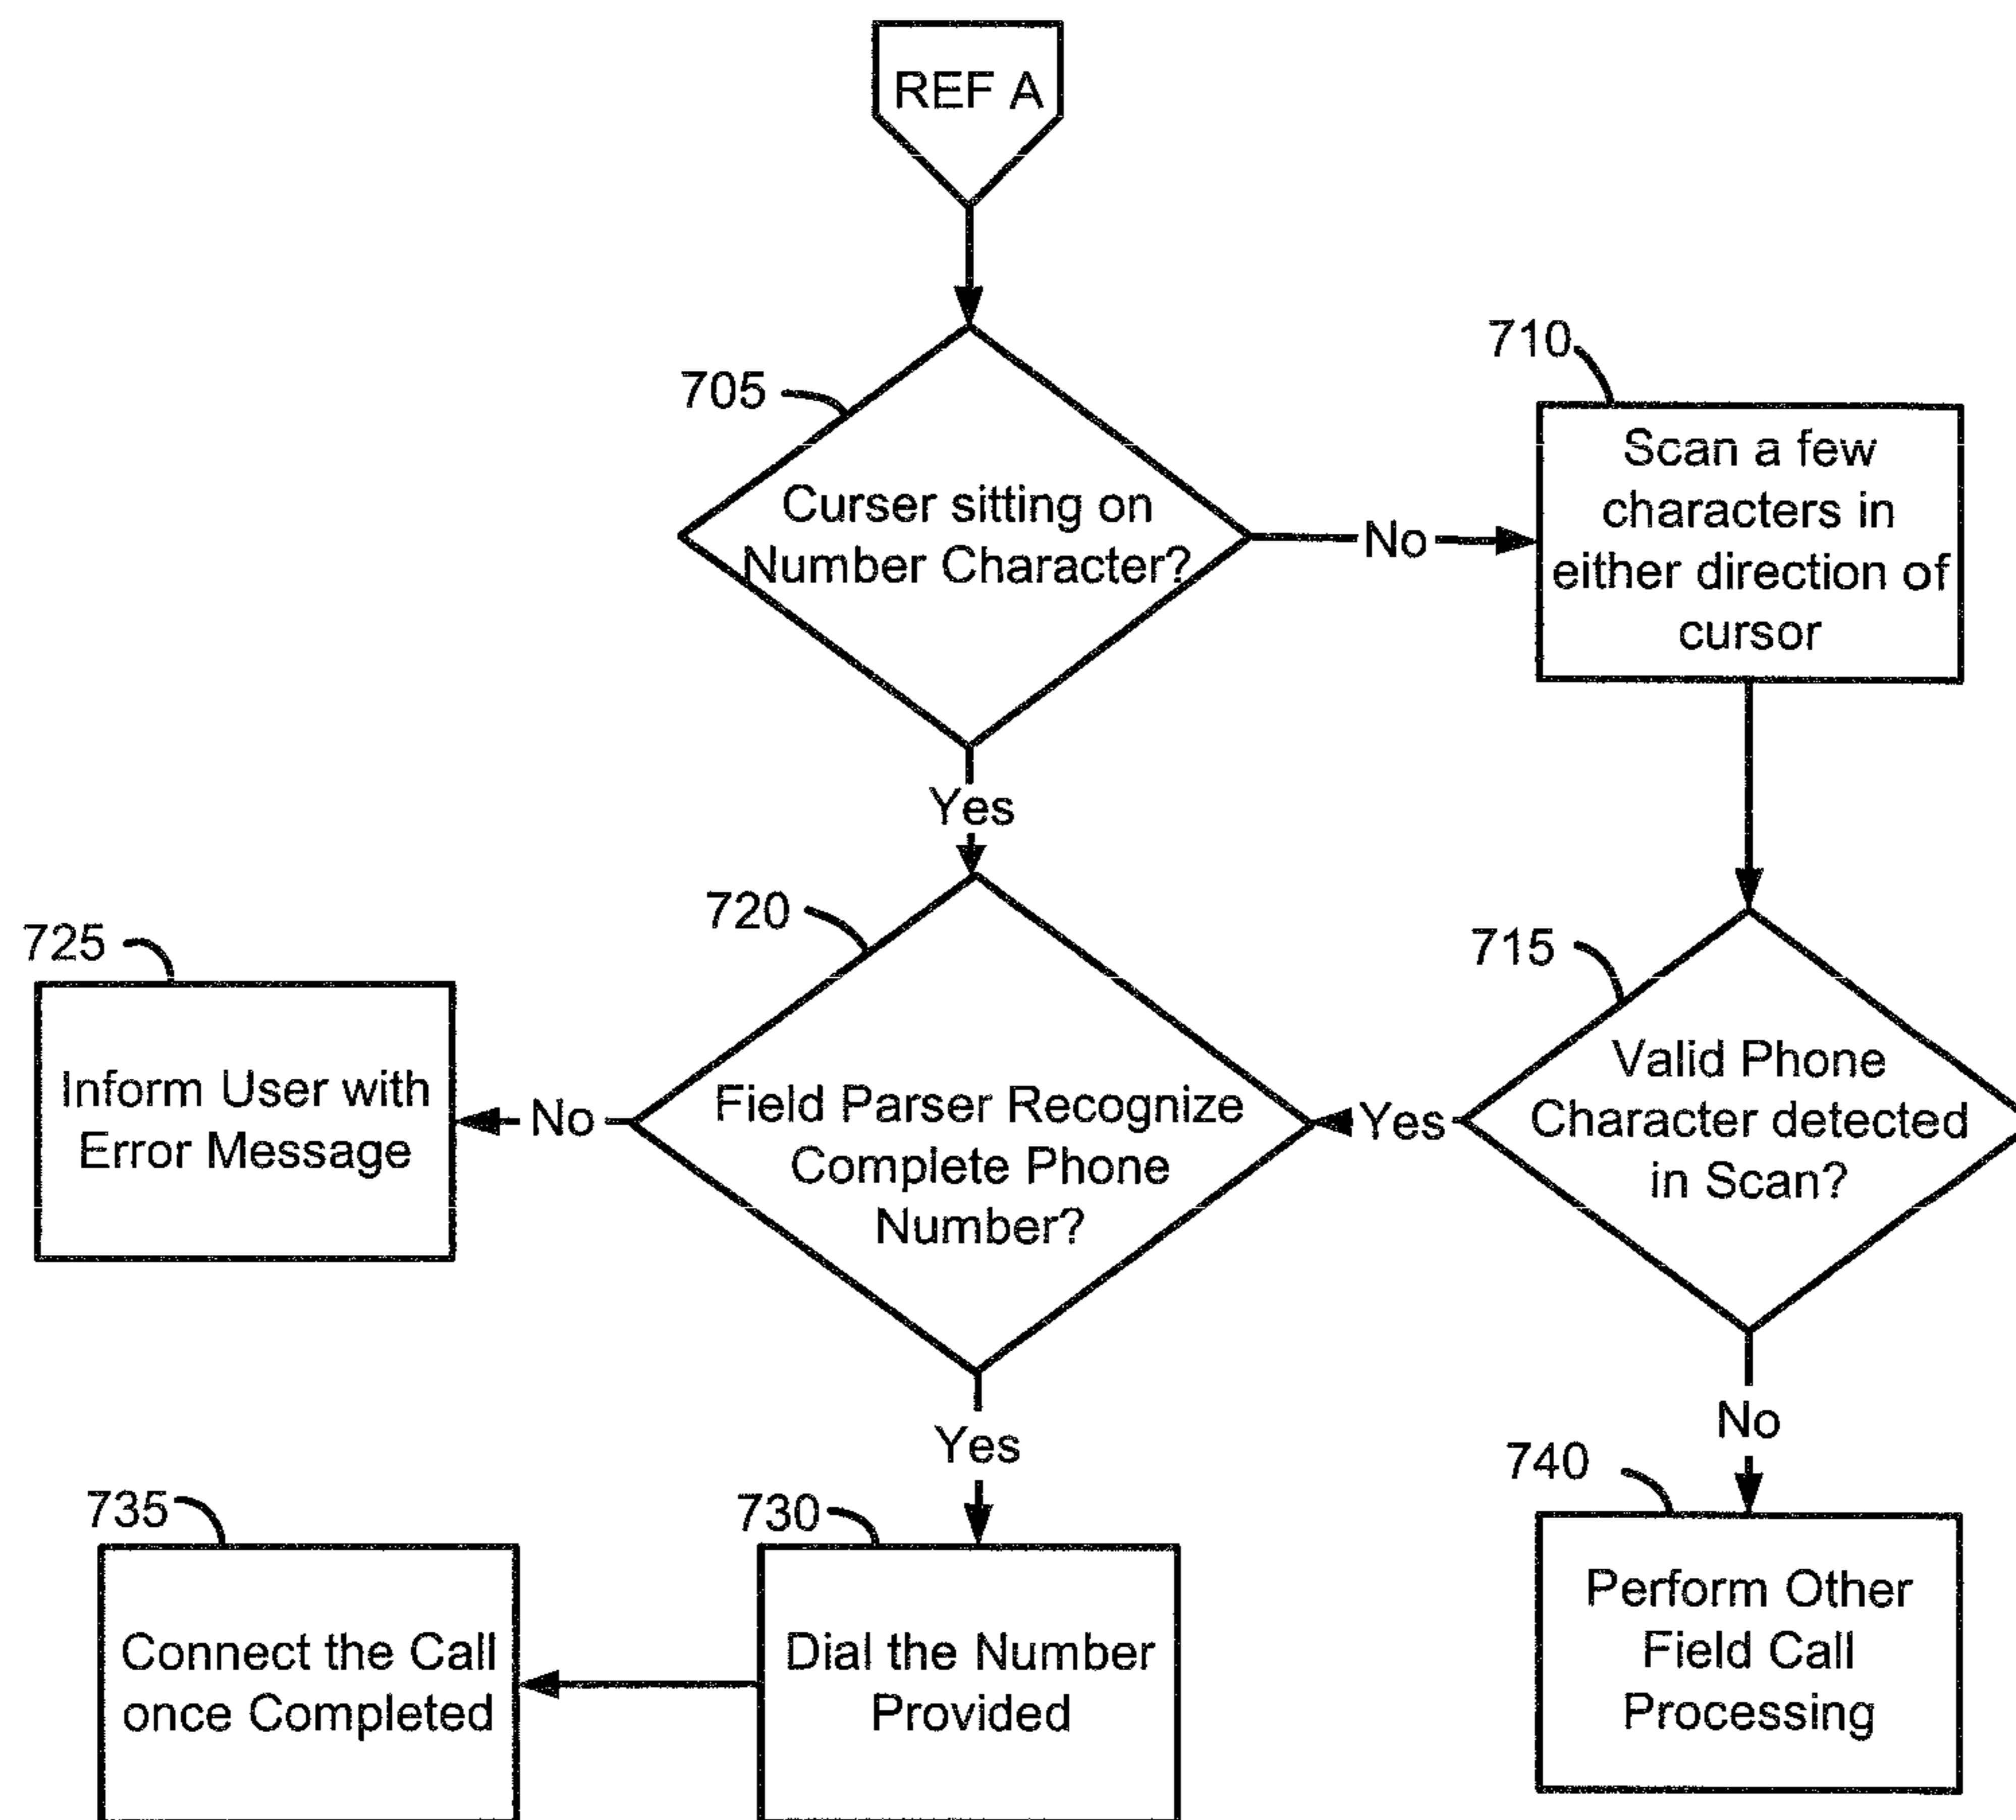 REF A
705
Curser sitting on
Number Character?
No
710
Scan a few
characters in
either direction of
cursor
Yes
720
Field Parser Recognize
Complete Phone
Number?
715
Valid Phone
Character detected
in Scan?
Yes
No
725
Inform User with
Error Message
Yes
No
730
Dial the Number
Provided
735
Connect the Call
once Completed
740
Perform Other
Field Call
Processing